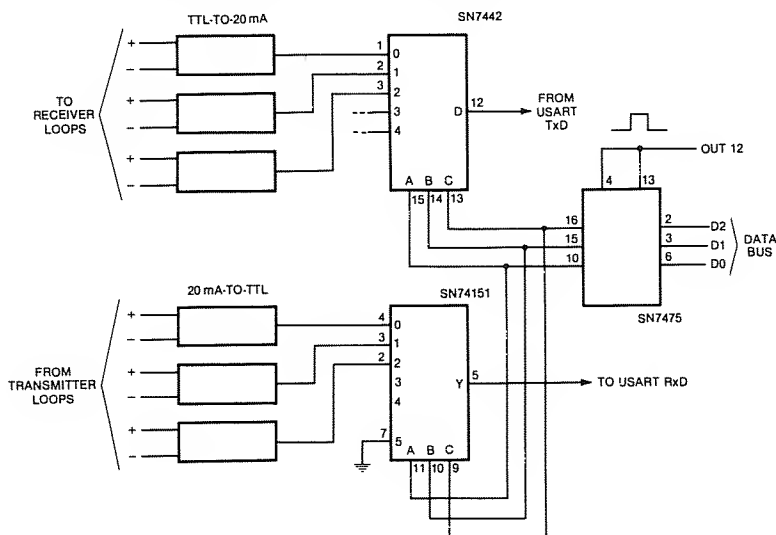 TTL-TO-20 mA
SN7442
+
−
+
−
+
−
TO
RECEIVER
LOOPS
1
2
3
0
1
2
3
4
D
12
FROM
USART
TxD
A B C
15 14 13
OUT 12
4 13
16
15
10
2
3
6
D2
D1
D0
DATA
BUS
SN7475
20 mA-TO-TTL
SN74151
+
−
+
−
+
−
FROM
TRANSMITTER
LOOPS
4
3
2
7
0
1
2
3
4
5
Y
5
TO USART RxD
A B C
11 10 9